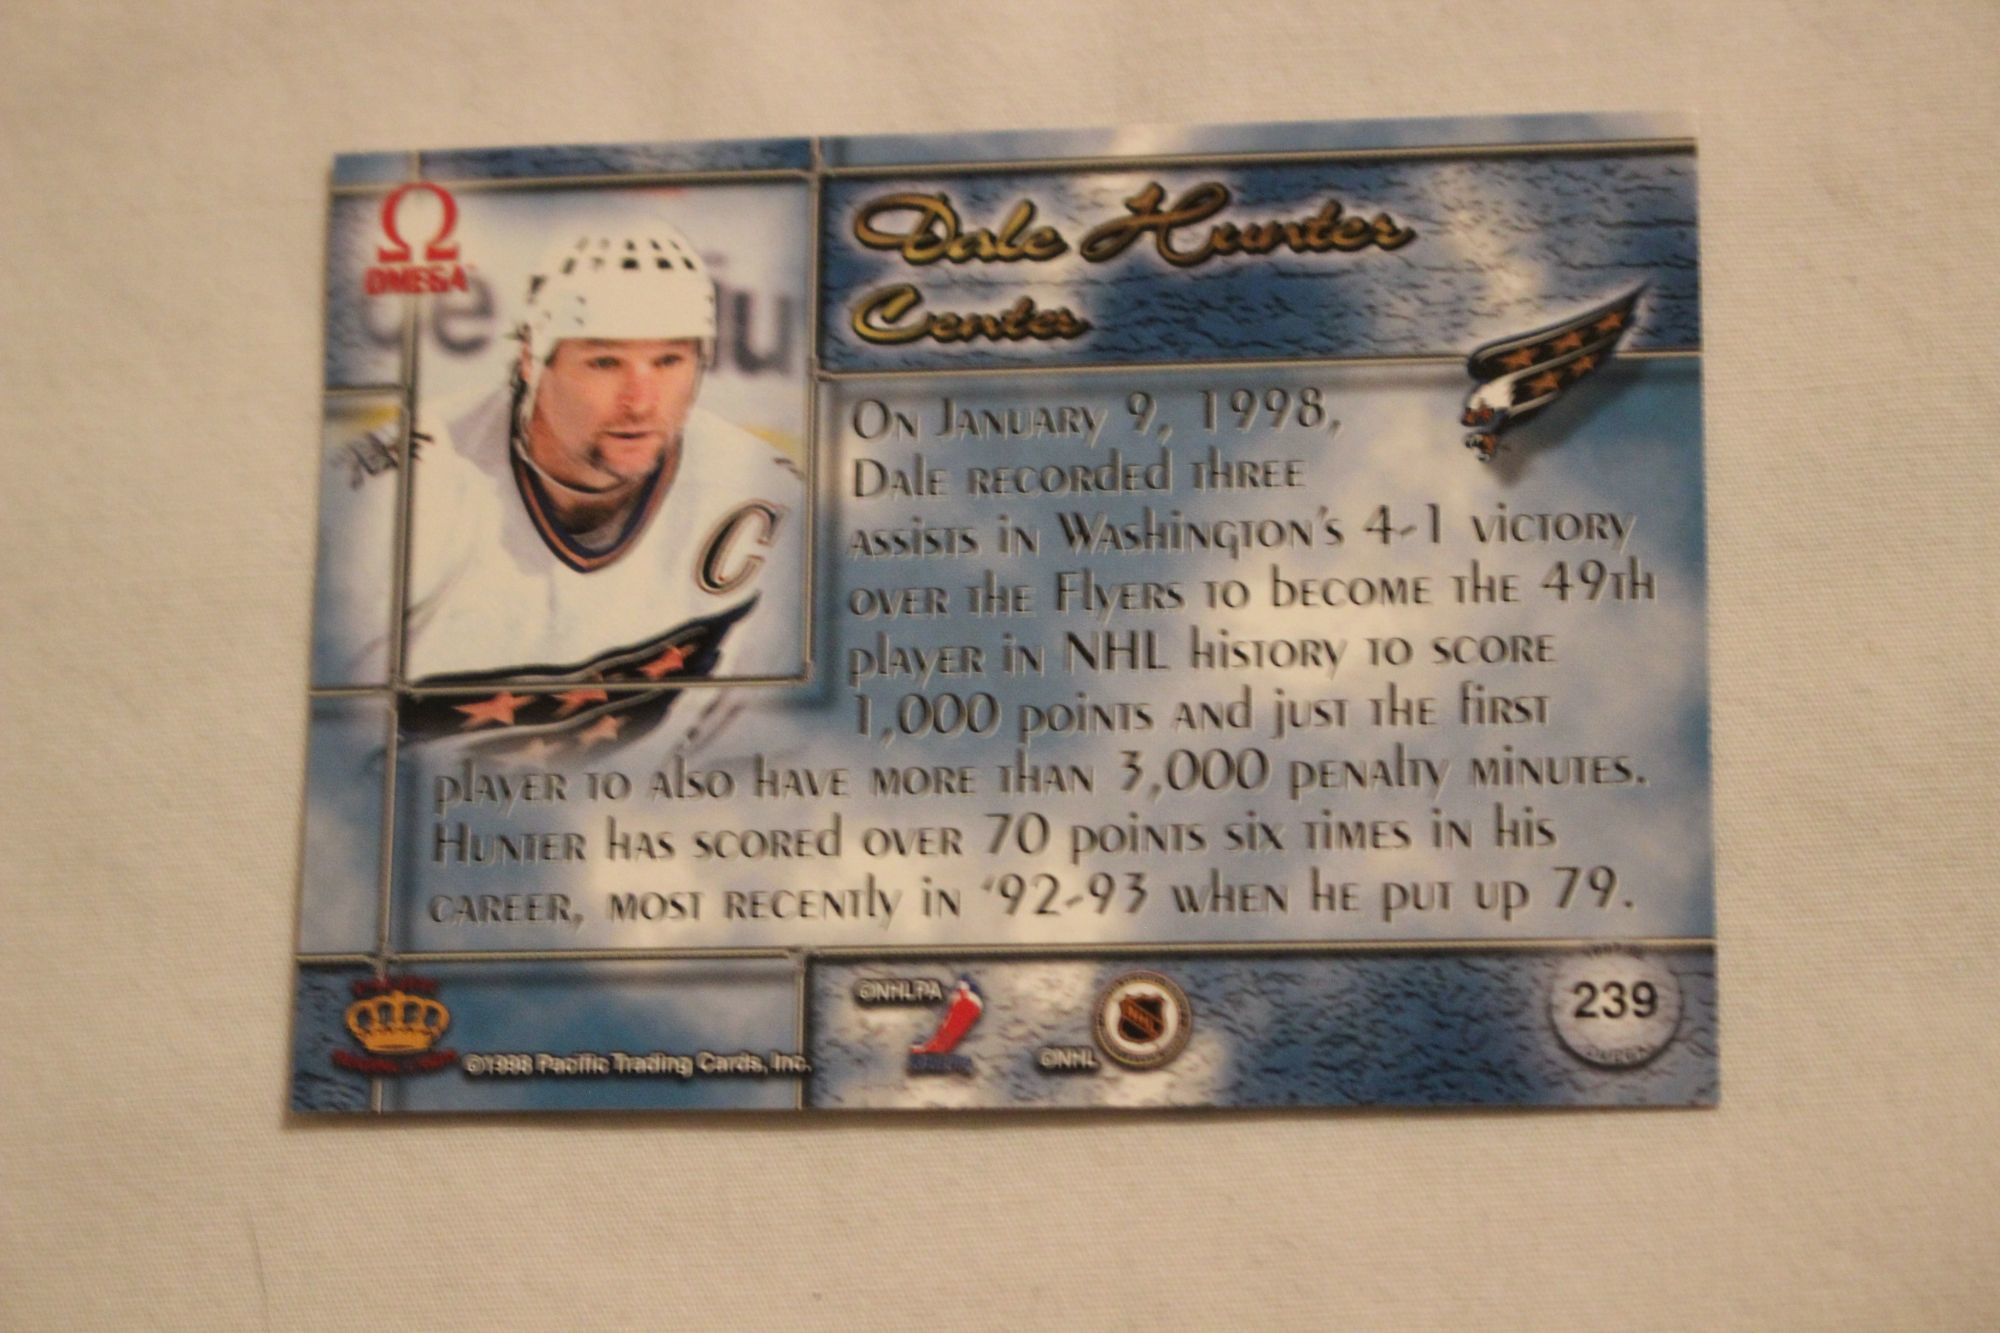 Ω
OMEGA
Dale Hunter
Center
C
On January 9, 1998,
Dale recorded three
assists in Washington's 4-1 victory
over the Flyers to become the 49th
player in NHL history to score
1,000 points and just the first
player to also have more than 3,000 penalty minutes.
Hunter has scored over 70 points six times in his
career, most recently in '92-93 when he put up 79.
©1998 Pacific Trading Cards, Inc.
©NHLPA
©NHL
NHL
239